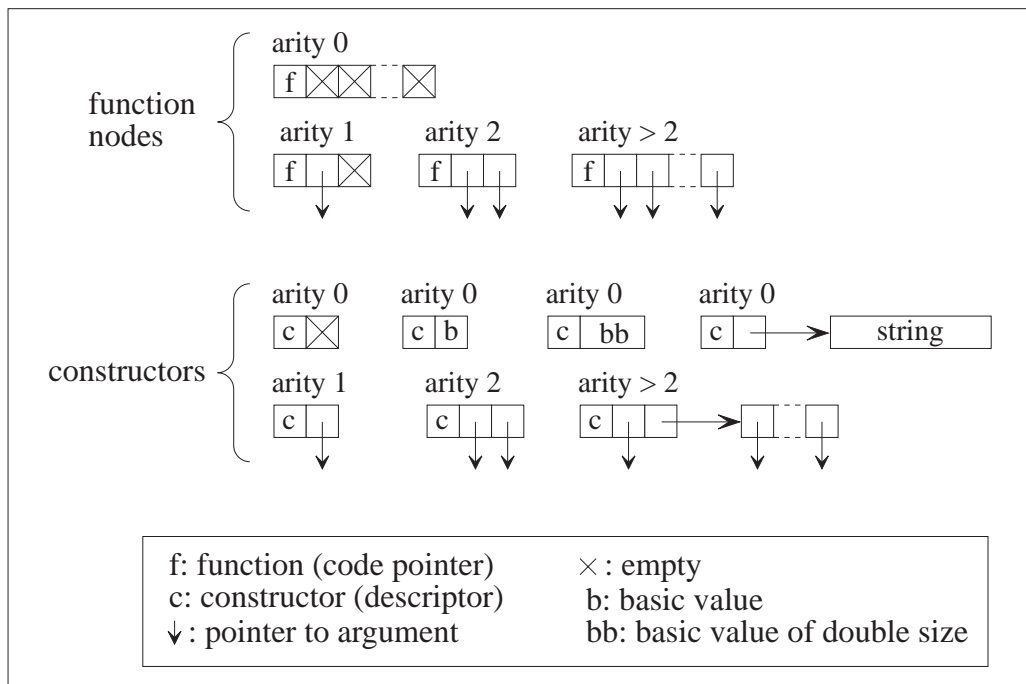 arity 0
f
function
nodes
arity 1 arity 2 arity > 2
f f f
arity 0 arity 0 arity 0 arity 0
c c b c bb c string
constructors
arity 1 arity 2 arity > 2
c c c
f: function (code pointer) × : empty
c: constructor (descriptor) b: basic value
↓ : pointer to argument bb: basic value of double size